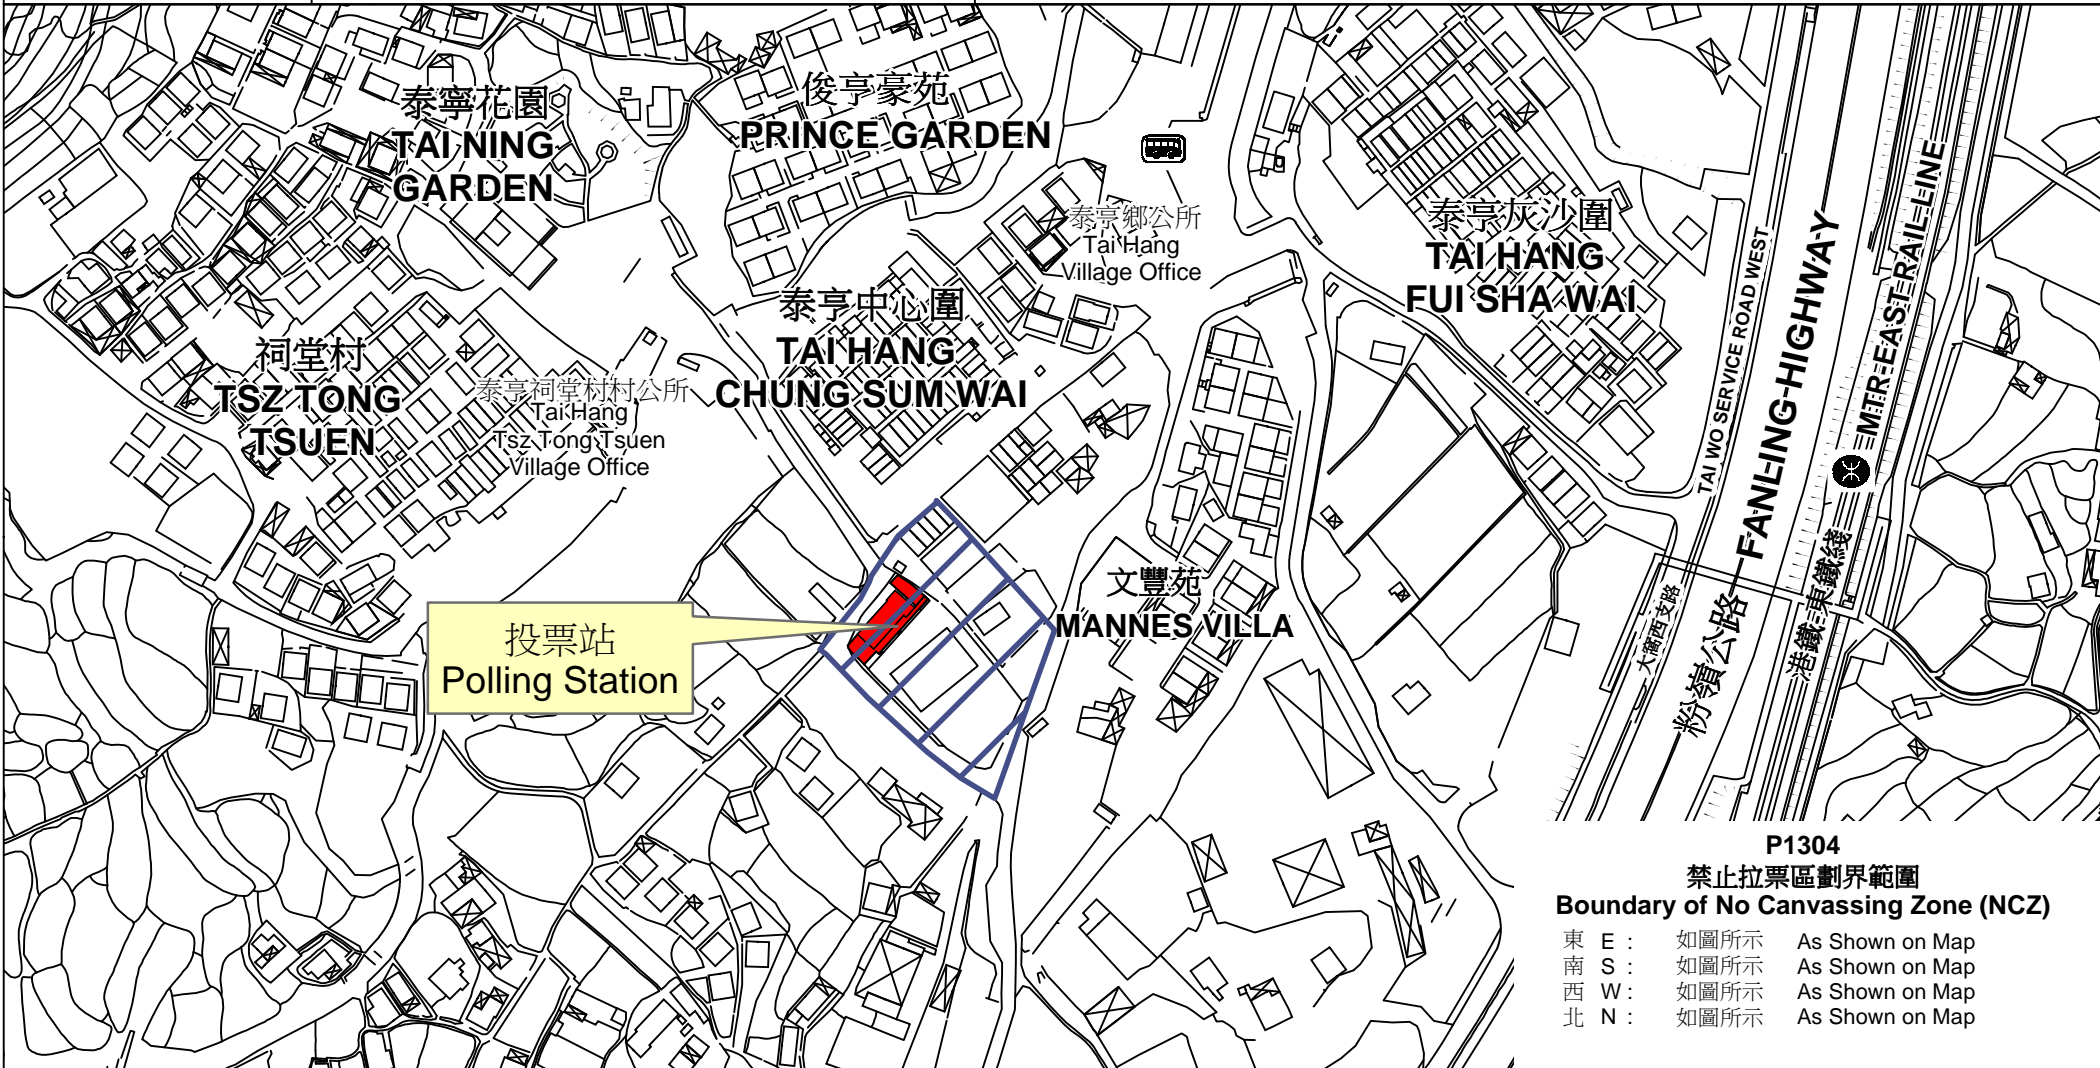 泰寧花園
TAI NING
GARDEN
俊亨豪苑
PRINCE GARDEN
泰亨鄉公所
Tai Hang
Village Office
泰亨灰沙圍
TAI HANG
FUI SHA WAI
泰亨中心圍
TAI HANG
CHUNG SUM WAI
祠堂村
TSZ TONG
TSUEN
泰亨祠堂村村公所
Tai Hang
Tsz Tong Tsuen
Village Office
TAI WO SERVICE ROAD WEST
FANLING HIGHWAY
MTR EAST RAIL LINE
文豐苑
MANNES VILLA
投票站
Polling Station
大窩西支路
粉嶺公路
港鐵東鐵綫
P1304
禁止拉票區劃界範圍
Boundary of No Canvassing Zone (NCZ)
東 E : 如圖所示 As Shown on Map
南 S : 如圖所示 As Shown on Map
西 W : 如圖所示 As Shown on Map
北 N : 如圖所示 As Shown on Map